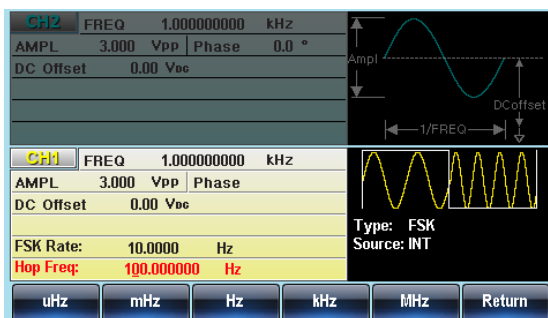 CH2 FREQ 1.000000000 kHz
AMPL 3.000 Vpp Phase 0.0 °
DC Offset 0.00 VDC
Ampl
DCoffset
1/FREQ
CH1 FREQ 1.000000000 kHz
AMPL 3.000 Vpp Phase
DC Offset 0.00 VDC
FSK Rate: 10.0000 Hz
Hop Freq: 100.000000 Hz
Type: FSK
Source: INT
uHz mHz Hz kHz MHz Return